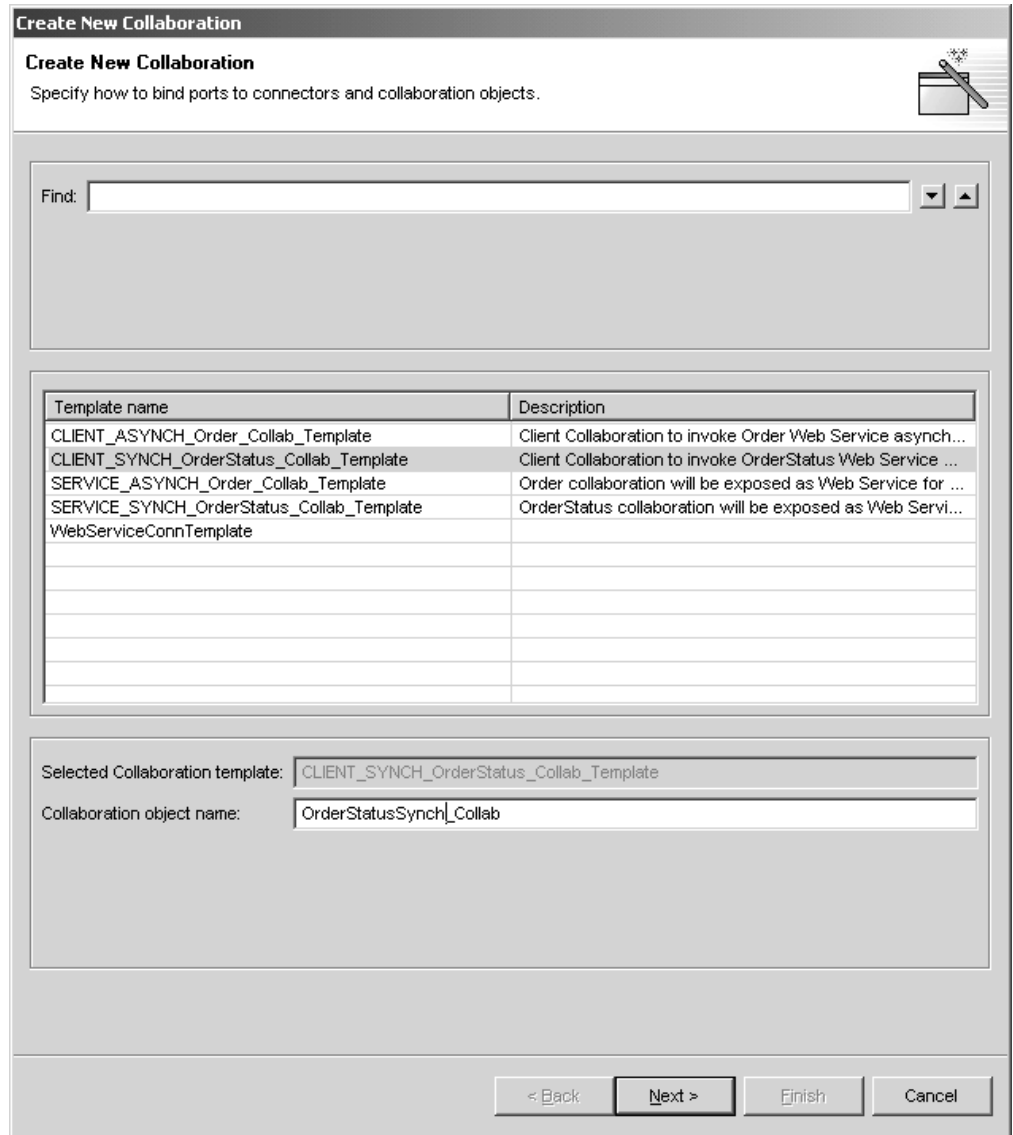 Create New Collaboration
Create New Collaboration
Specify how to bind ports to connectors and collaboration objects.
Find:
Template name Description
CLIENT_ASYNCH_Order_Collab_Template Client Collaboration to invoke Order Web Service asynch...
CLIENT_SYNCH_OrderStatus_Collab_Template Client Collaboration to invoke OrderStatus Web Service ...
SERVICE_ASYNCH_Order_Collab_Template Order collaboration will be exposed as Web Service for ...
SERVICE_SYNCH_OrderStatus_Collab_Template OrderStatus collaboration will be exposed as Web Servi...
WebServiceConnTemplate
Selected Collaboration template: CLIENT_SYNCH_OrderStatus_Collab_Template
Collaboration object name: OrderStatusSynch_Collab
< Back Next > Finish Cancel